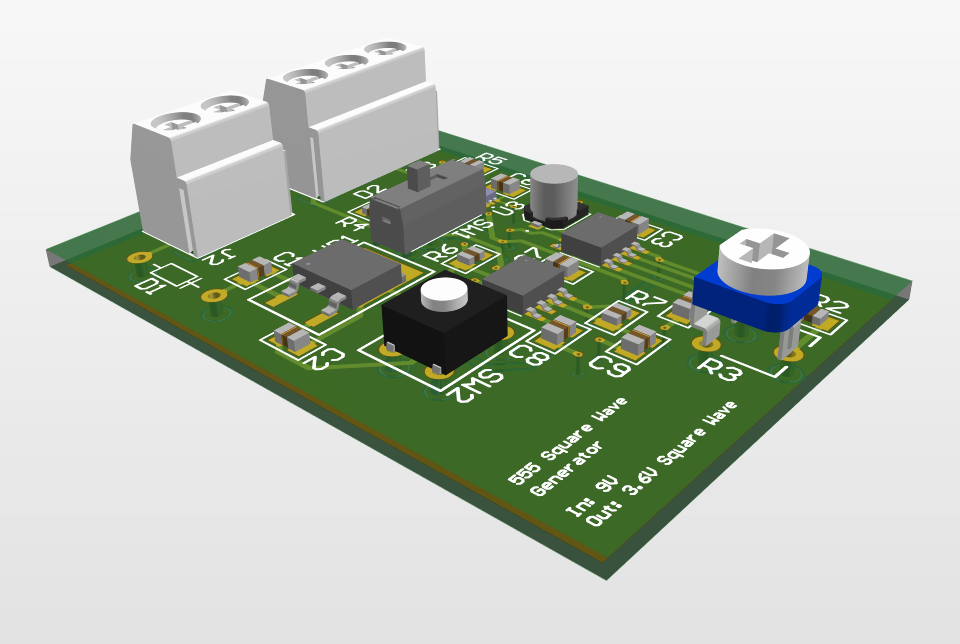 R5
D2
U3
C3
R4
SW1
J2
R6
C1
D1
R7
R2
C2
C8
C9
R3
SW2
555 Square Wave
Generator
In: 9V
Out: 3.6V Square Wave